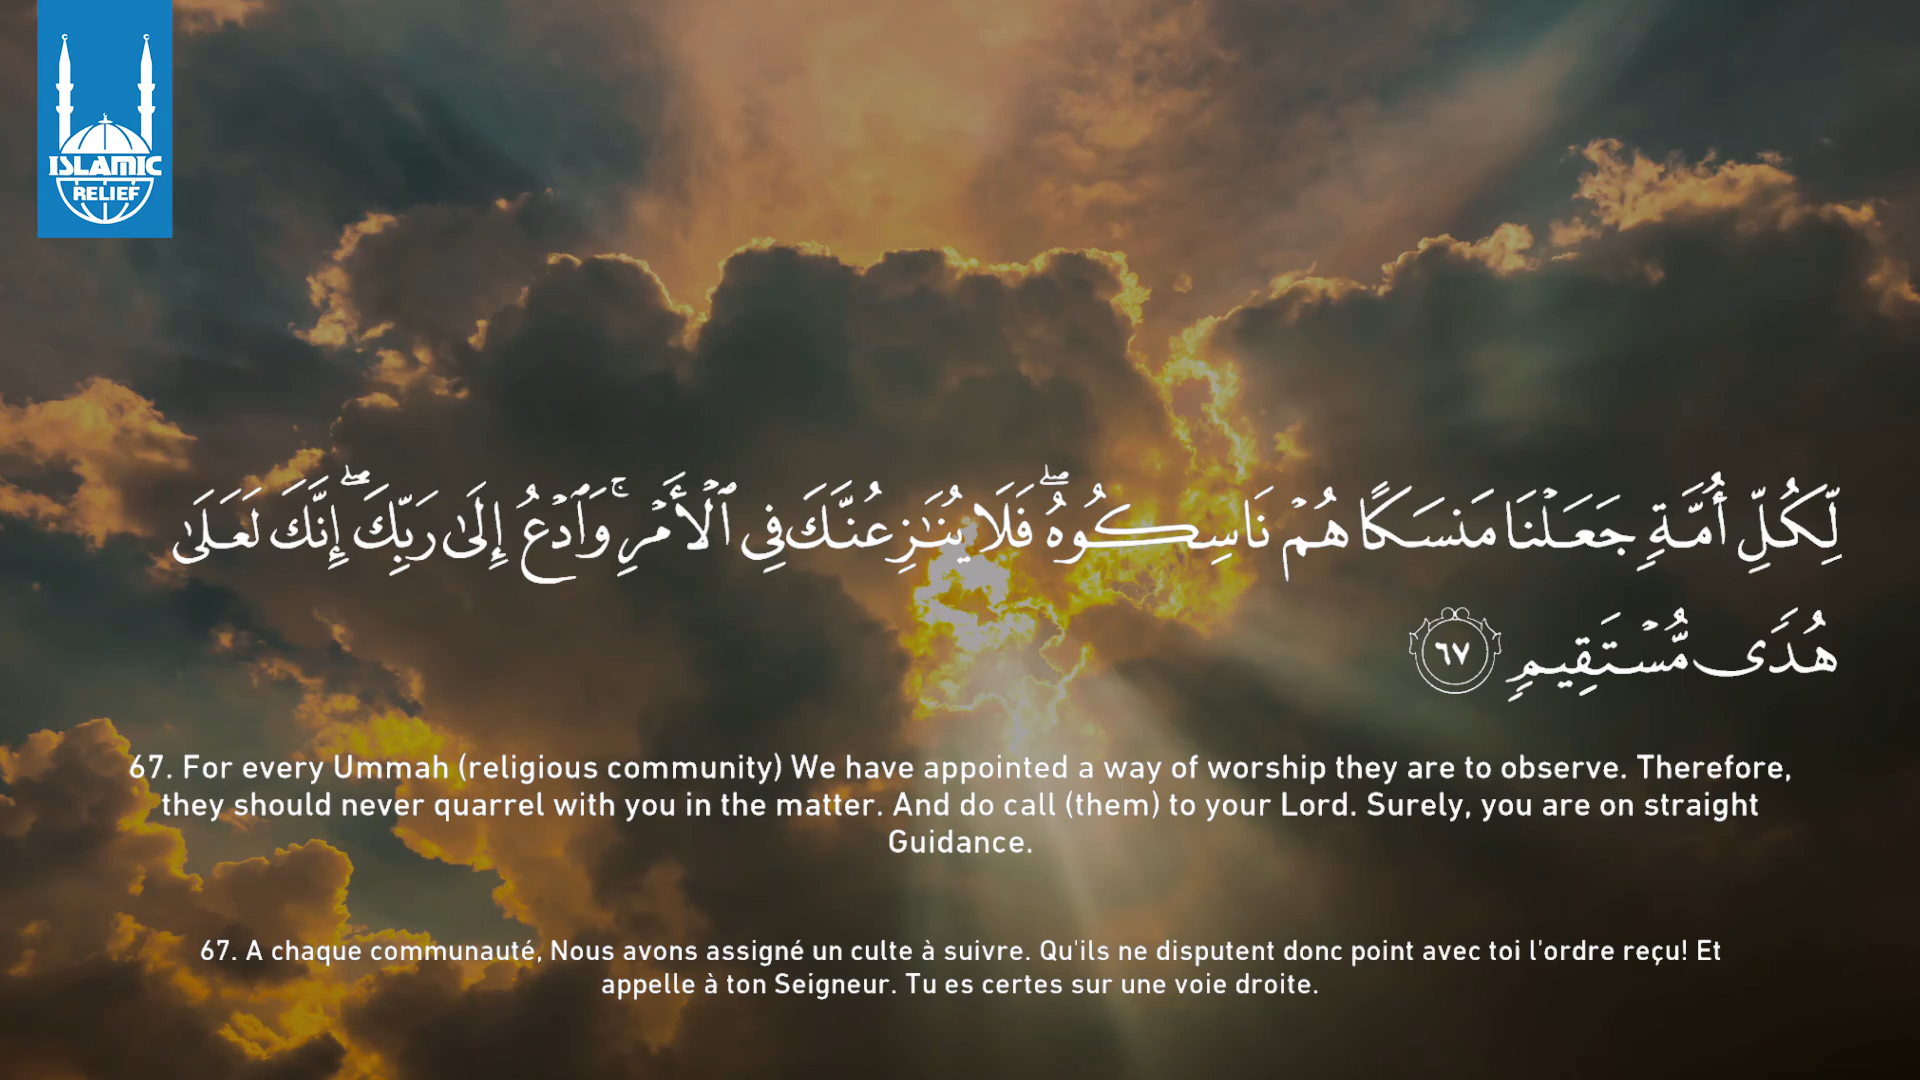 ISLAMIC
RELIEF
لِّكُلِّ أُمَّةٍ جَعَلْنَا مَنسَكًا هُمْ نَاسِكُوهُ ۖ فَلَا يُنَـٰزِعُنَّكَ فِى ٱلْأَمْرِ ۚ وَٱدْعُ إِلَىٰ رَبِّكَ ۖ إِنَّكَ لَعَلَىٰ
هُدًى مُّسْتَقِيمٍ ٦٧
67. For every Ummah (religious community) We have appointed a way of worship they are to observe. Therefore,
they should never quarrel with you in the matter. And do call (them) to your Lord. Surely, you are on straight
Guidance.
67. A chaque communauté, Nous avons assigné un culte à suivre. Qu'ils ne disputent donc point avec toi l'ordre reçu! Et
appelle à ton Seigneur. Tu es certes sur une voie droite.